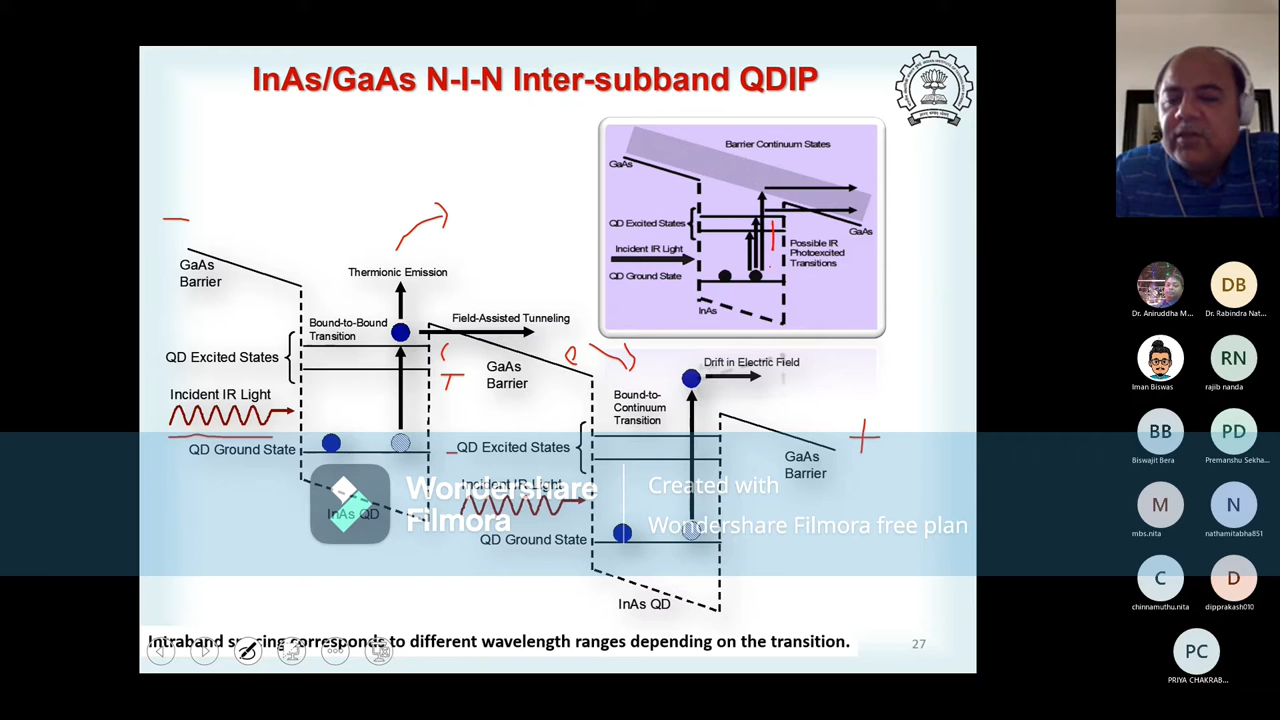 InAs/GaAs N-I-N Inter-subband QDIP
Barrier Continuum States
GaAs
QD Excited States
GaAs
Incident IR Light
Possible IR
Photoexcited
Transitions
QD Ground State
InAs
GaAs
Barrier
Thermionic Emission
Bound-to-Bound
Transition
Field-Assisted Tunneling
QD Excited States
GaAs
Barrier
Incident IR Light
QD Ground State
InAs QD
Drift in Electric Field
Bound-to-
Continuum
Transition
QD Excited States
GaAs
Barrier
Incident IR Light
QD Ground State
InAs QD
Wondershare
Filmora
Created with
Wondershare Filmora free plan
Intraband spacing corresponds to different wavelength ranges depending on the transition.
27
Dr. Aniruddha M...
DB
Dr. Rabindra Nat...
Iman Biswas
RN
rajib nanda
BB
Biswajit Bera
PD
Premanshu Sekha...
M
mbs.nita
N
nathamitabha851
C
chinnamuthu.nita
D
dipprakash010
PC
PRIYA CHAKRAB...